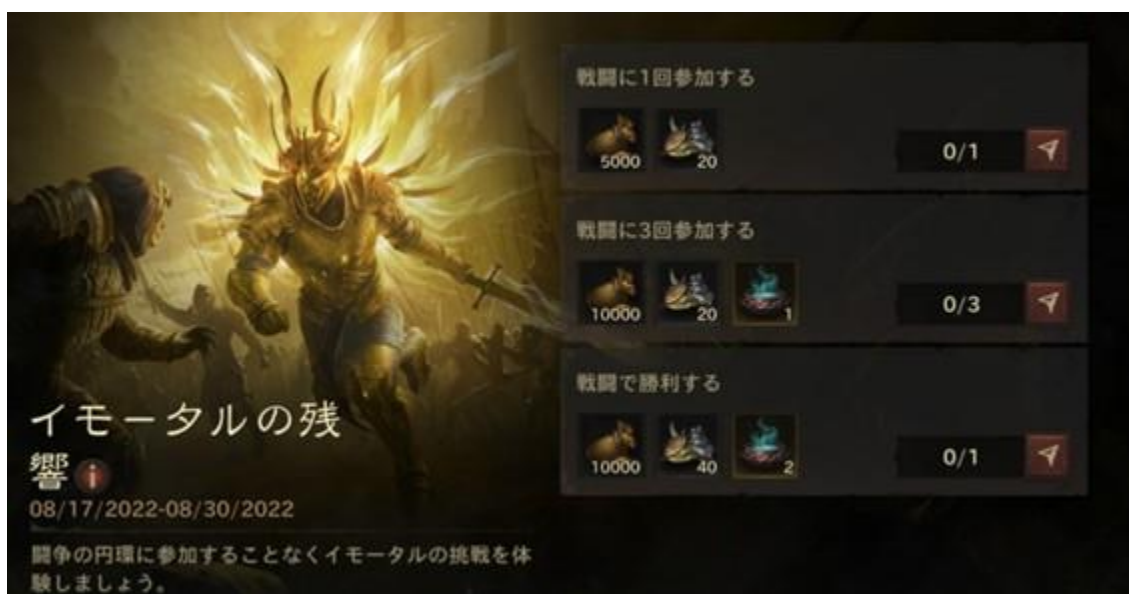 イモータルの残
響
08/17/2022-08/30/2022
闘争の円環に参加することなくイモータルの挑戦を体
験しましょう。
戦闘に1回参加する
5000
20
0/1
戦闘に3回参加する
10000
20
1
0/3
戦闘で勝利する
10000
40
2
0/1